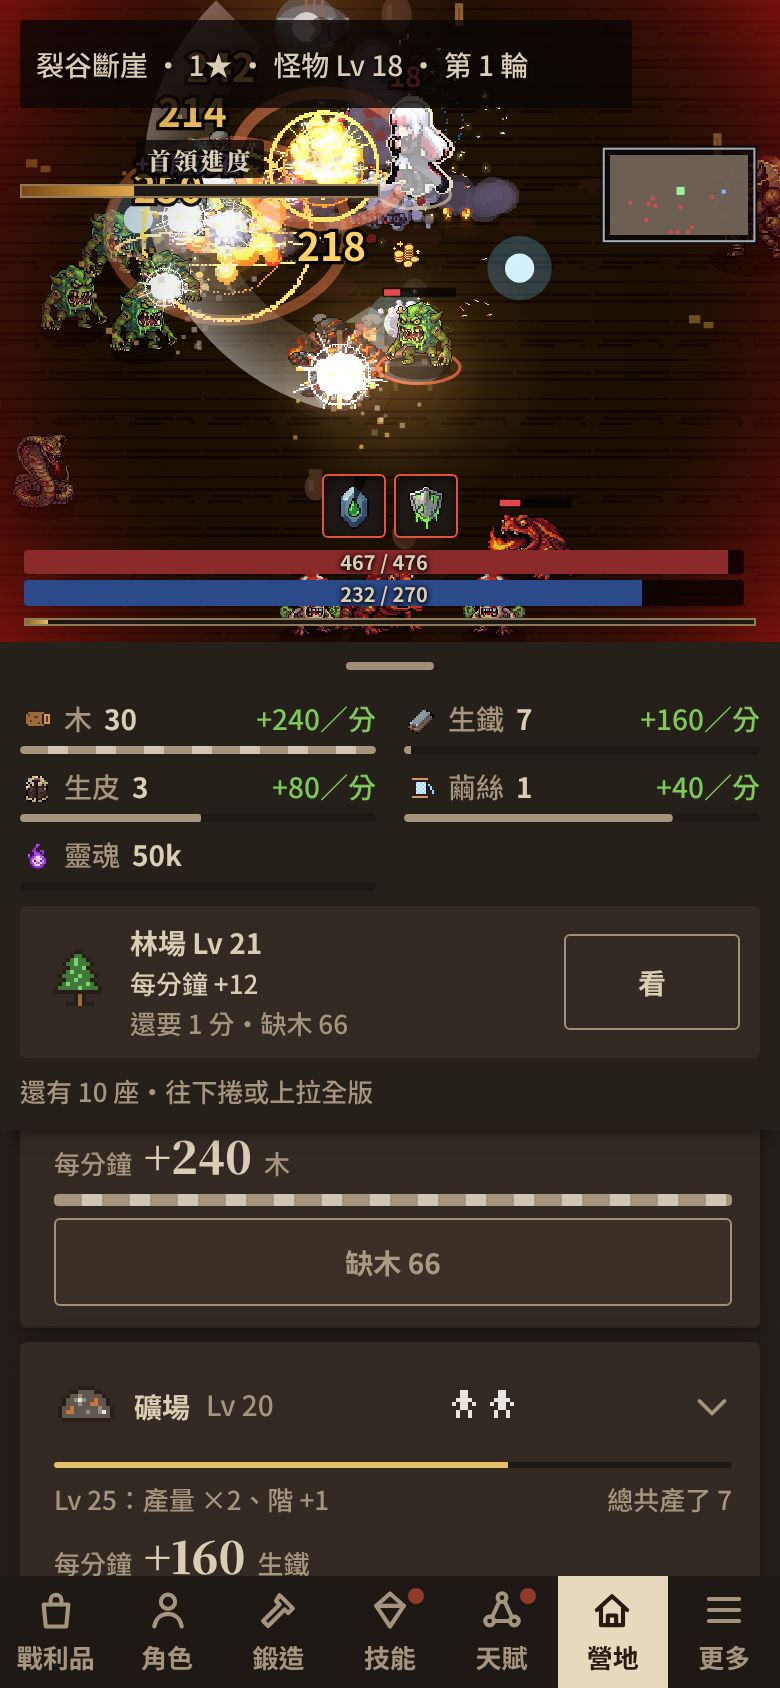 裂谷斷崖 · 1★ · 怪物 Lv 18 · 第 1 輪
214
首領進度
218
467 / 476
232 / 270
木 30 +240／分
生鐵 7 +160／分
生皮 3 +80／分
繭絲 1 +40／分
靈魂 50k
林場 Lv 21
每分鐘 +12
還要 1 分・缺木 66
看
還有 10 座・往下捲或上拉全版
每分鐘 +240 木
缺木 66
礦場 Lv 20
Lv 25：產量 ×2、階 +1
總共產了 7
每分鐘 +160 生鐵
戰利品
角色
鍛造
技能
天賦
營地
更多